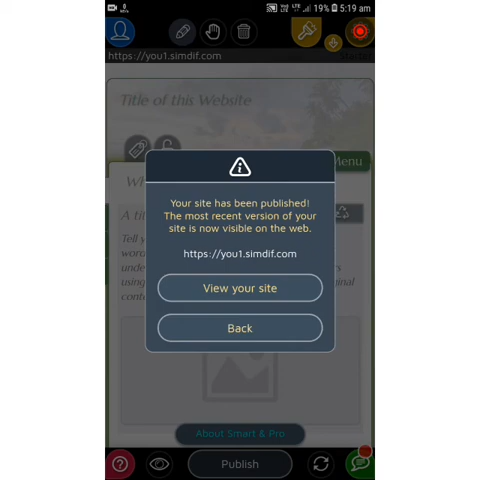 19% 5:19 am
https://you1.simdif.com
Starter
Title of this Website
Menu
Your site has been published!
The most recent version of your
site is now visible on the web.
https://you1.simdif.com
View your site
Back
About Smart & Pro
Publish